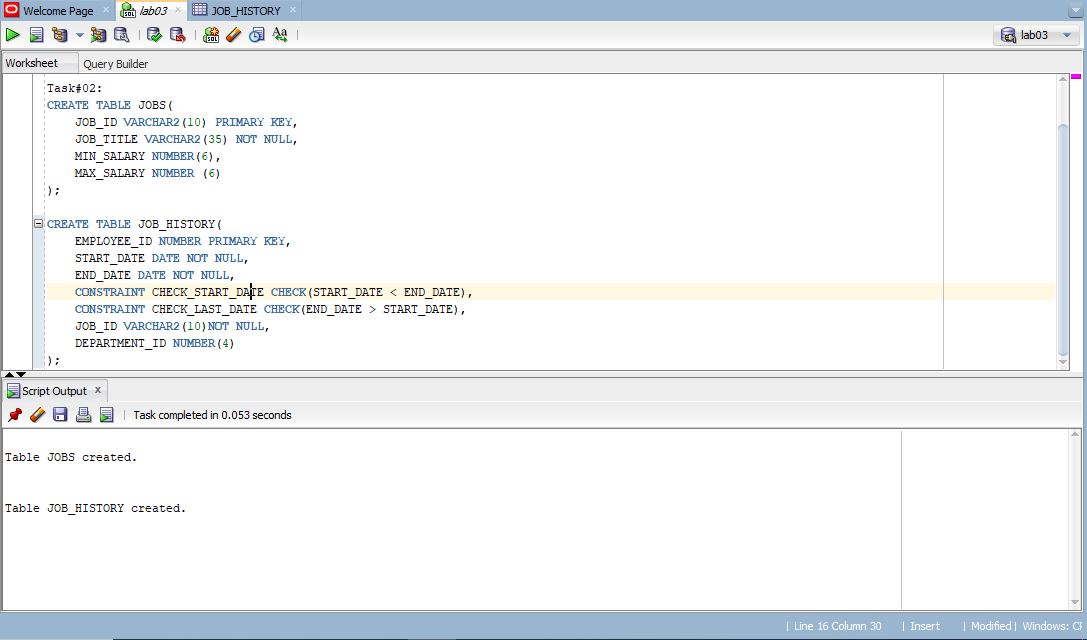 Welcome Page
lab03
JOB_HISTORY
SQL
Aa
lab03
Worksheet
Query Builder
Task#02:
CREATE TABLE JOBS(
JOB_ID VARCHAR2(10) PRIMARY KEY,
JOB_TITLE VARCHAR2(35) NOT NULL,
MIN_SALARY NUMBER(6),
MAX_SALARY NUMBER (6)
);
CREATE TABLE JOB_HISTORY(
EMPLOYEE_ID NUMBER PRIMARY KEY,
START_DATE DATE NOT NULL,
END_DATE DATE NOT NULL,
CONSTRAINT CHECK_START_DATE CHECK(START_DATE < END_DATE),
CONSTRAINT CHECK_LAST_DATE CHECK(END_DATE > START_DATE),
JOB_ID VARCHAR2(10)NOT NULL,
DEPARTMENT_ID NUMBER(4)
);
Script Output x
Task completed in 0.053 seconds
Table JOBS created.
Table JOB_HISTORY created.
Line 16 Column 30 | Insert | Modified | Windows: CR